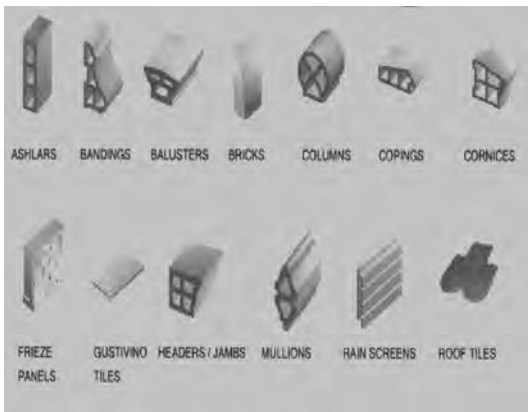 ASHLARS BANDINGS BALUSTERS BRICKS COLUMNS COPINGS CORNICES
FRIEZE PANELS
GUSTIVINO TILES
HEADERS / JAMBS
MULLIONS
RAIN SCREENS
ROOF TILES